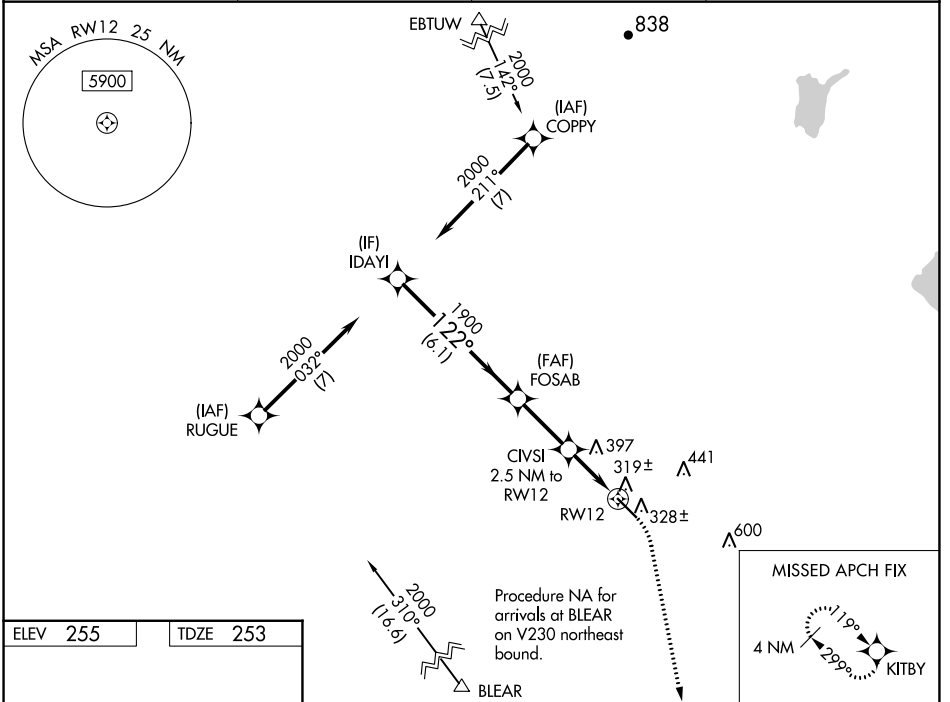 MSA RW12 25 NM
5900
EBTUW
2000
142°
(7.5)
838
(IAF)
COPPY
2000
211°
(7)
(IF)
IDAYI
1900
122°
(6.1)
2000
032°
(7)
(IAF)
RUGUE
(FAF)
FOSAB
CIVSI
2.5 NM to
RW12
397
319±
441
RW12
328±
600
2000
310°
(16.6)
BLEAR
Procedure NA for
arrivals at BLEAR
on V230 northeast
bound.
MISSED APCH FIX
4 NM
119°
299°
KITBY
ELEV 255
TDZE 253